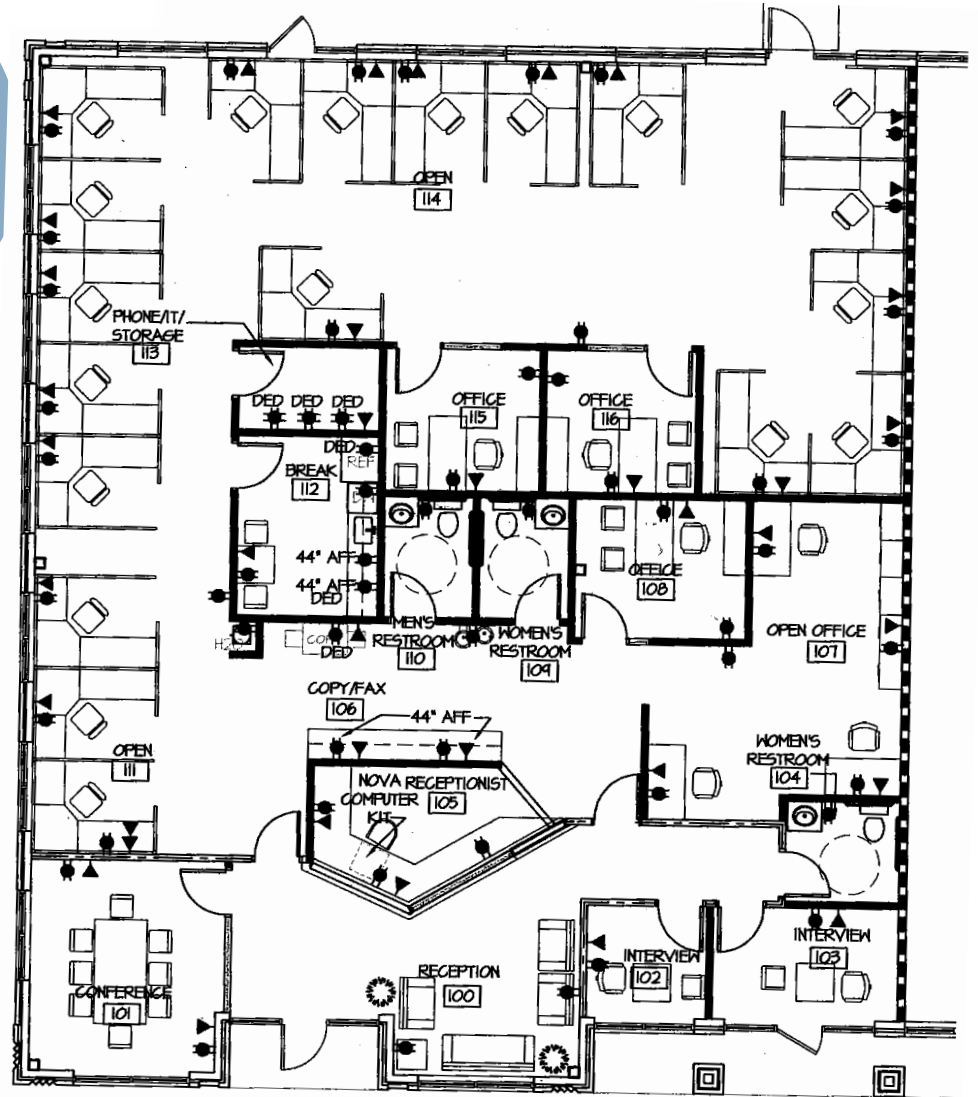 OPEN
114
PHONE/IT/
STORAGE
113
DED DED DED
OFFICE
115
OFFICE
116
DED
REF
BREAK
112
44" AFF
44" AFF
DED
OFFICE
108
OPEN OFFICE
107
MEN'S
RESTROOM
110
WOMEN'S
RESTROOM
109
DED
COPY/FAX
106
44" AFF
OPEN
111
WOMEN'S
RESTROOM
104
NOVA RECEPTIONIST
105
COMPUTER
KIT
INTERVIEW
103
INTERVIEW
102
RECEPTION
100
CONFERENCE
101